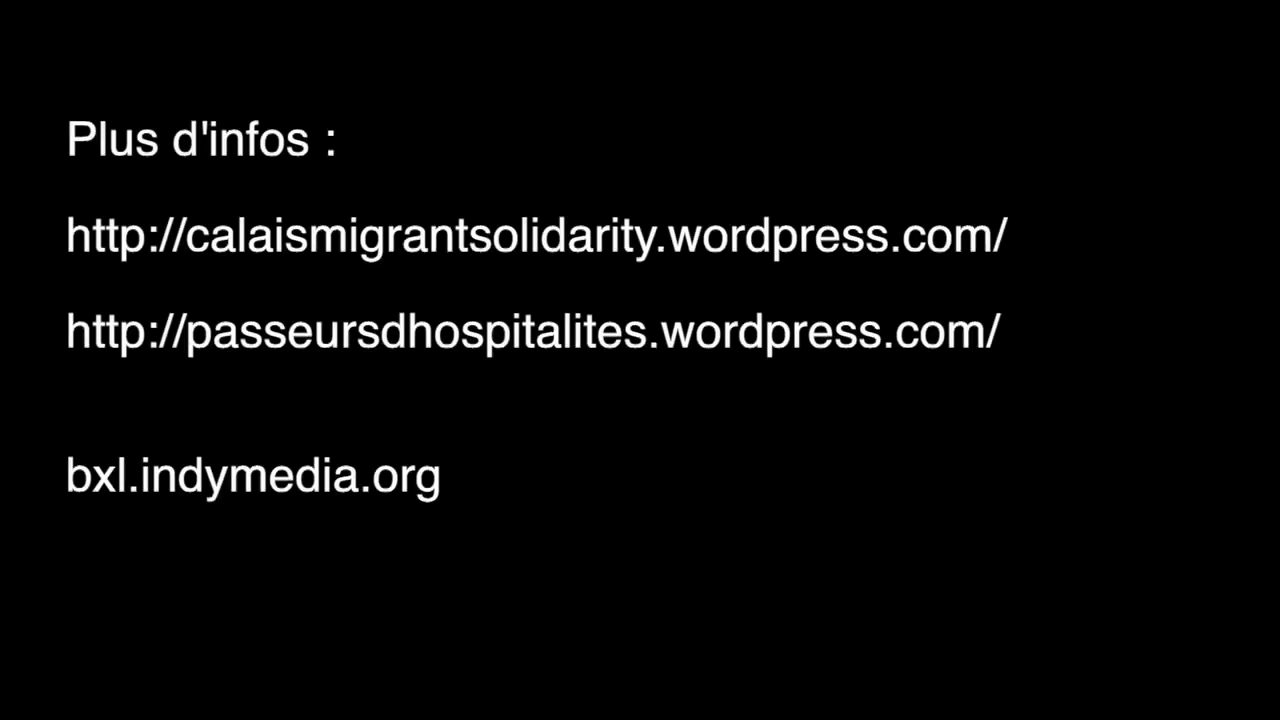 Plus d'infos :
http://calaismigrantsolidarity.wordpress.com/
http://passeursdhospitalites.wordpress.com/
bxl.indymedia.org